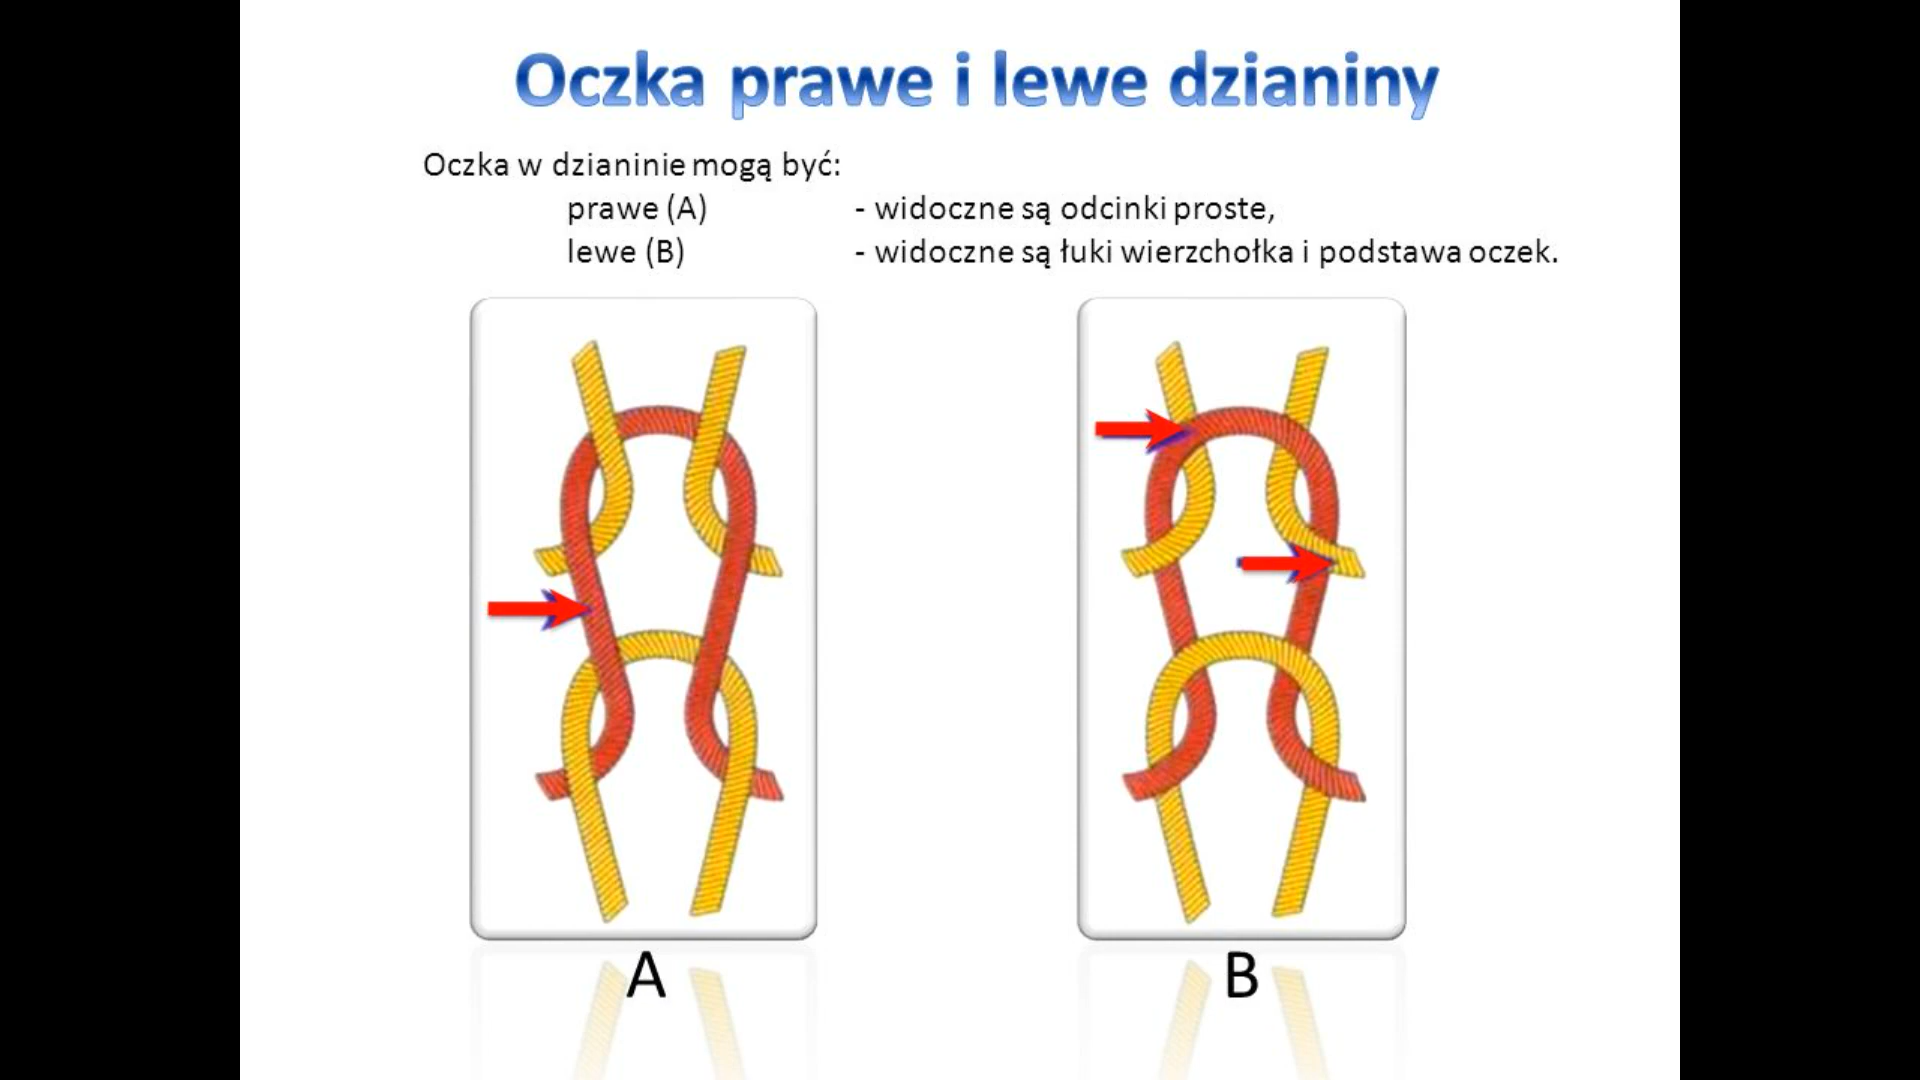 Oczka prawe i lewe dzianiny
Oczka w dzianinie mogą być:
prawe (A) - widoczne są odcinki proste,
lewe (B) - widoczne są łuki wierzchołka i podstawa oczek.
A B